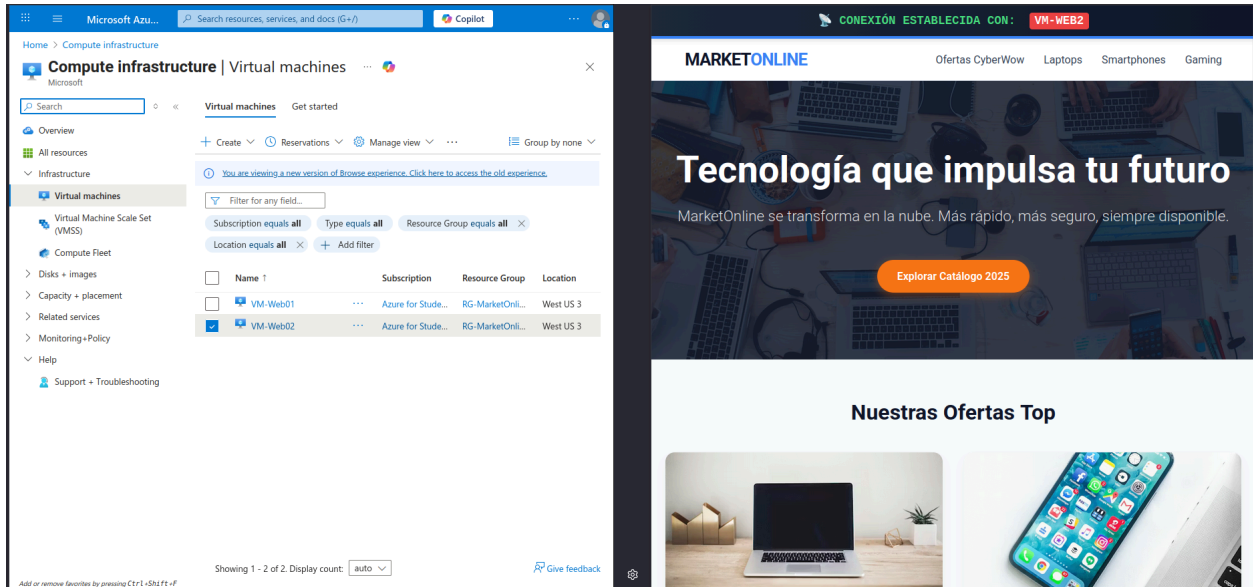 Microsoft Azu...
Search resources, services, and docs (G+/)
Copilot
...
Home > Compute infrastructure
Compute infrastructure | Virtual machines ...
Microsoft
Search
Overview
All resources
Infrastructure
Virtual machines
Virtual Machine Scale Set
(VMSS)
Compute Fleet
Disks + images
Capacity + placement
Related services
Monitoring+Policy
Help
Support + Troubleshooting
Add or remove favorites by pressing Ctrl+Shift+F
Virtual machines Get started
+ Create Reservations Manage view ... Group by none
You are viewing a new version of Browse experience. Click here to access the old experience.
Filter for any field...
Subscription equals all Type equals all Resource Group equals all ×
Location equals all × + Add filter
Name ↑ Subscription Resource Group Location
VM-Web01 ... Azure for Stude... RG-MarketOnli... West US 3
VM-Web02 ... Azure for Stude... RG-MarketOnli... West US 3
Showing 1 - 2 of 2. Display count: auto
Give feedback
CONEXIÓN ESTABLECIDA CON: VM-WEB2
MARKETONLINE
Ofertas CyberWow Laptops Smartphones Gaming
Tecnología que impulsa tu futuro
MarketOnline se transforma en la nube. Más rápido, más seguro, siempre disponible.
Explorar Catálogo 2025
Nuestras Ofertas Top